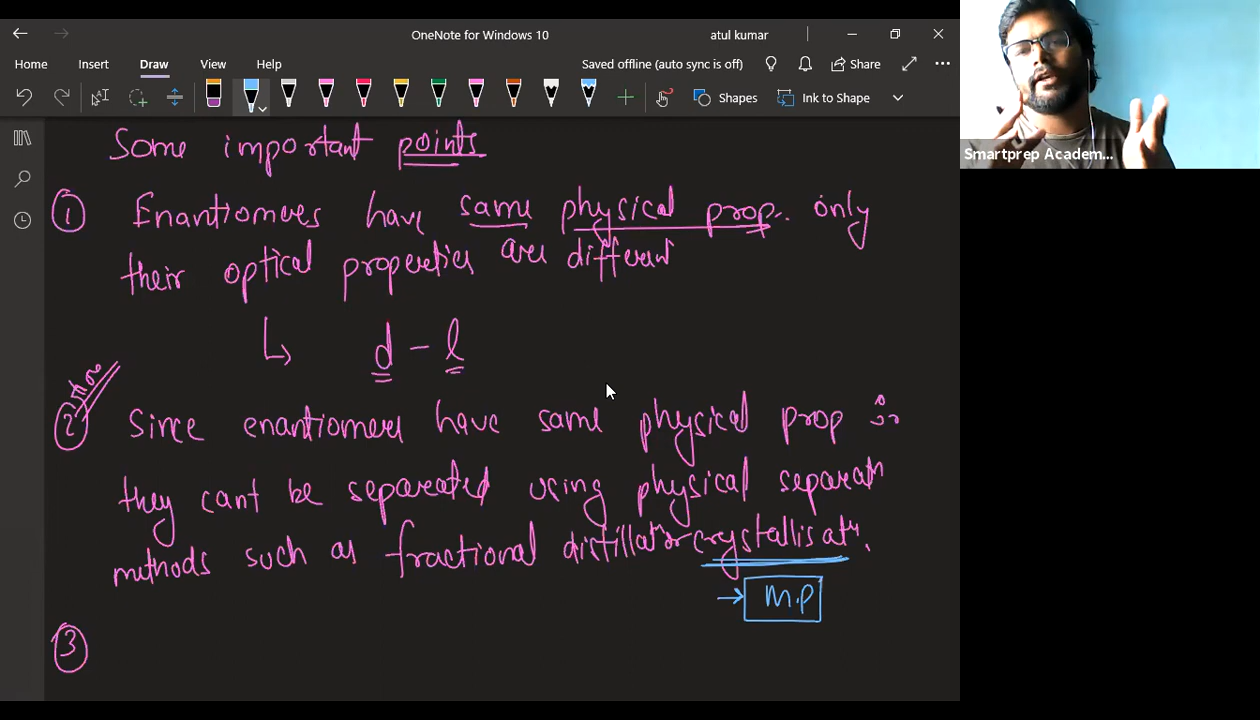 OneNote for Windows 10
atul kumar
Home Insert Draw View Help
Saved offline (auto sync is off)
Share
Shapes
Ink to Shape
Smartprep Academ...
Some important points
① Enantiomers have same physical prop. only
their optical properties are different
↳ d - l
② Since enantiomers have same physical prop
they cant be separated using physical separatn
methods such as fractional distillatn or crystallisatn.
→ M.P
③